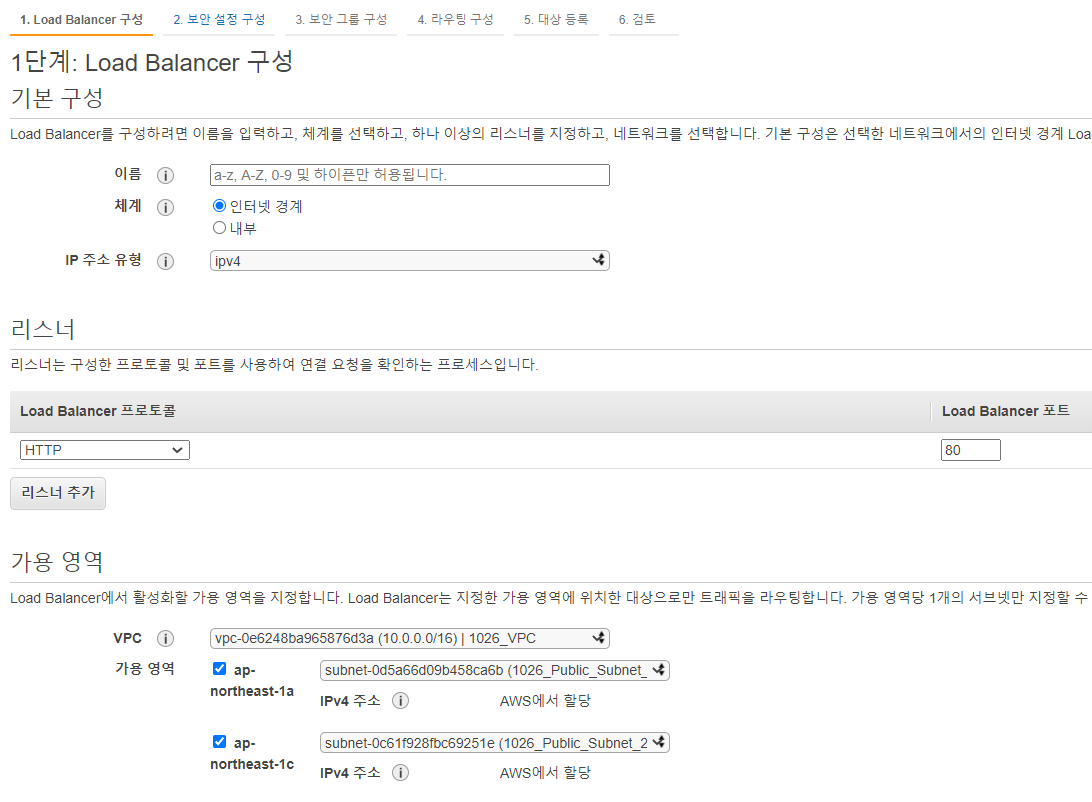 1. Load Balancer 구성 2. 보안 설정 구성 3. 보안 그룹 구성 4. 라우팅 구성 5. 대상 등록 6. 검토
1단계: Load Balancer 구성
기본 구성
Load Balancer를 구성하려면 이름을 입력하고, 체계를 선택하고, 하나 이상의 리스너를 지정하고, 네트워크를 선택합니다. 기본 구성은 선택한 네트워크에서의 인터넷 경계 Loa
이름 i a-z, A-Z, 0-9 및 하이픈만 허용됩니다.
체계 i 인터넷 경계
내부
IP 주소 유형 i ipv4
리스너
리스너는 구성한 프로토콜 및 포트를 사용하여 연결 요청을 확인하는 프로세스입니다.
Load Balancer 프로토콜 Load Balancer 포트
HTTP 80
리스너 추가
가용 영역
Load Balancer에서 활성화할 가용 영역을 지정합니다. Load Balancer는 지정한 가용 영역에 위치한 대상으로만 트래픽을 라우팅합니다. 가용 영역당 1개의 서브넷만 지정할 수
VPC i vpc-0e6248ba965876d3a (10.0.0.0/16) | 1026_VPC
가용 영역 ap-northeast-1a subnet-0d5a66d09b458ca6b (1026_Public_Subnet_
IPv4 주소 i AWS에서 할당
ap-northeast-1c subnet-0c61f928fbc69251e (1026_Public_Subnet_2
IPv4 주소 i AWS에서 할당